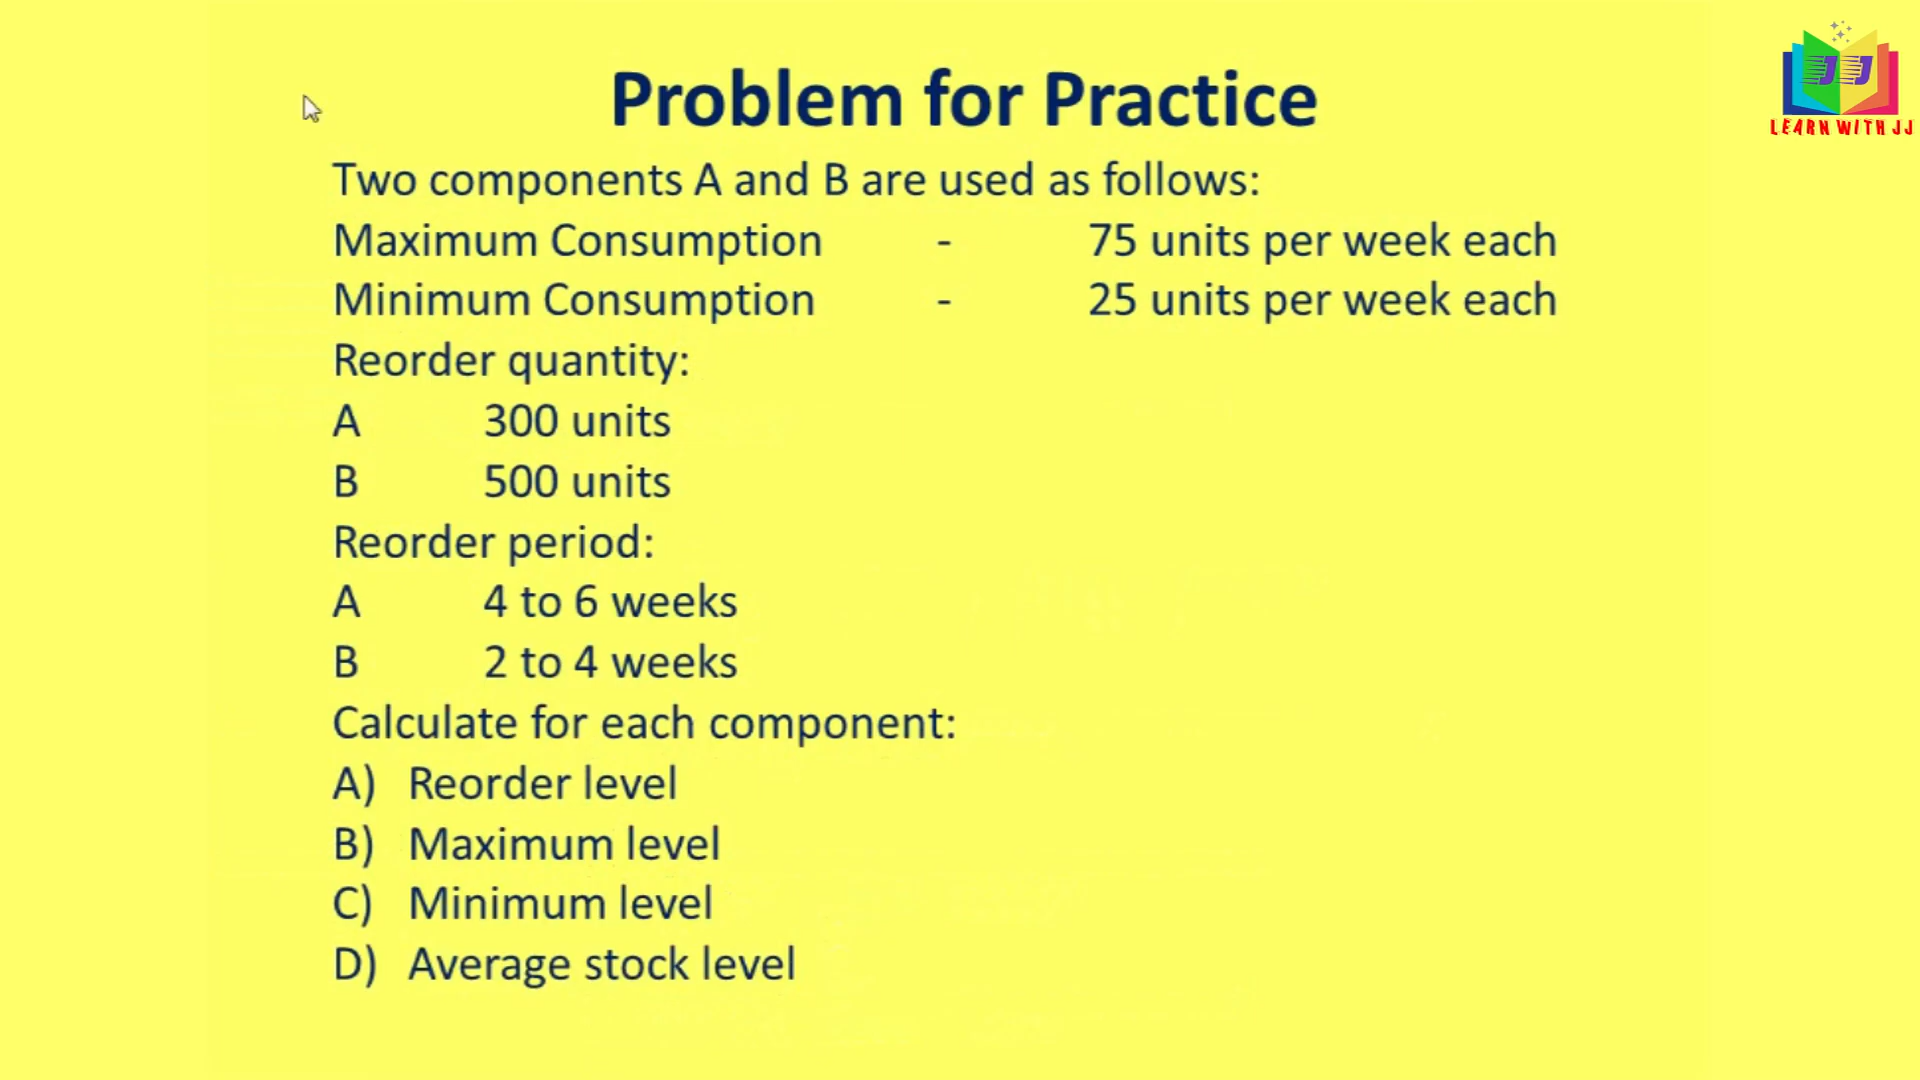 Problem for Practice
JJ
LEARN WITH JJ
Two components A and B are used as follows:
Maximum Consumption - 75 units per week each
Minimum Consumption - 25 units per week each
Reorder quantity:
A 300 units
B 500 units
Reorder period:
A 4 to 6 weeks
B 2 to 4 weeks
Calculate for each component:
A) Reorder level
B) Maximum level
C) Minimum level
D) Average stock level